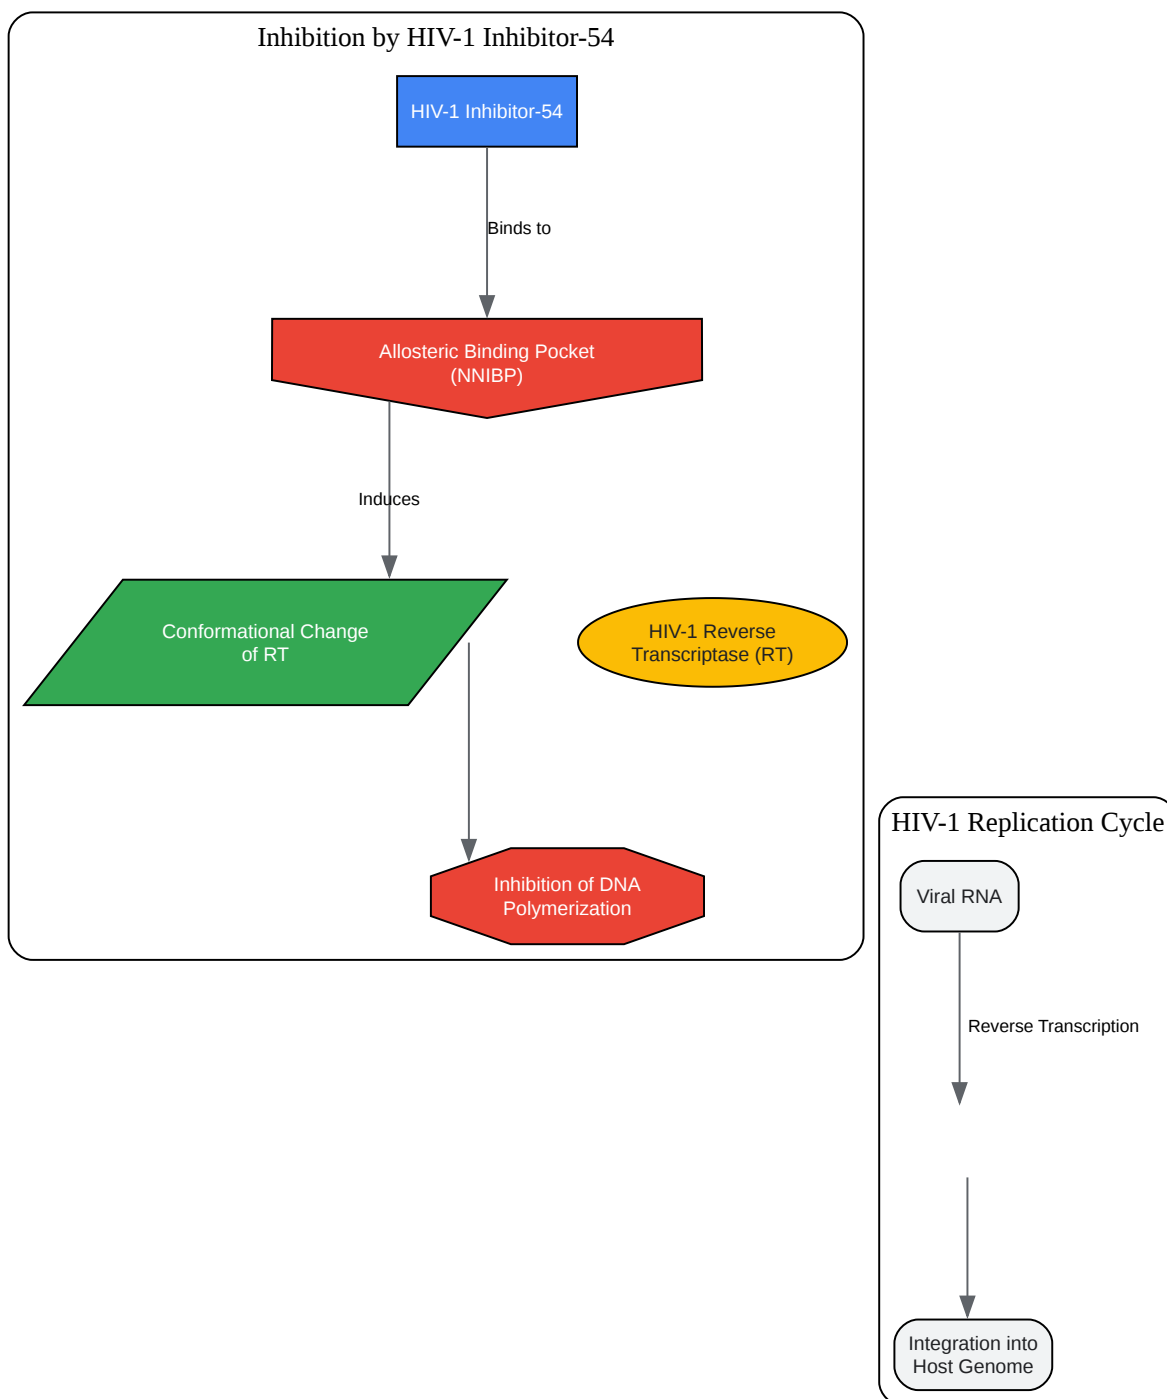 Inhibition by HIV-1 Inhibitor-54
HIV-1 Inhibitor-54
Binds to
Allosteric Binding Pocket
(NNIBP)
Induces
Conformational Change
of RT
HIV-1 Reverse
Transcriptase (RT)
Inhibition of DNA
Polymerization
HIV-1 Replication Cycle
Viral RNA
Reverse Transcription
Integration into
Host Genome